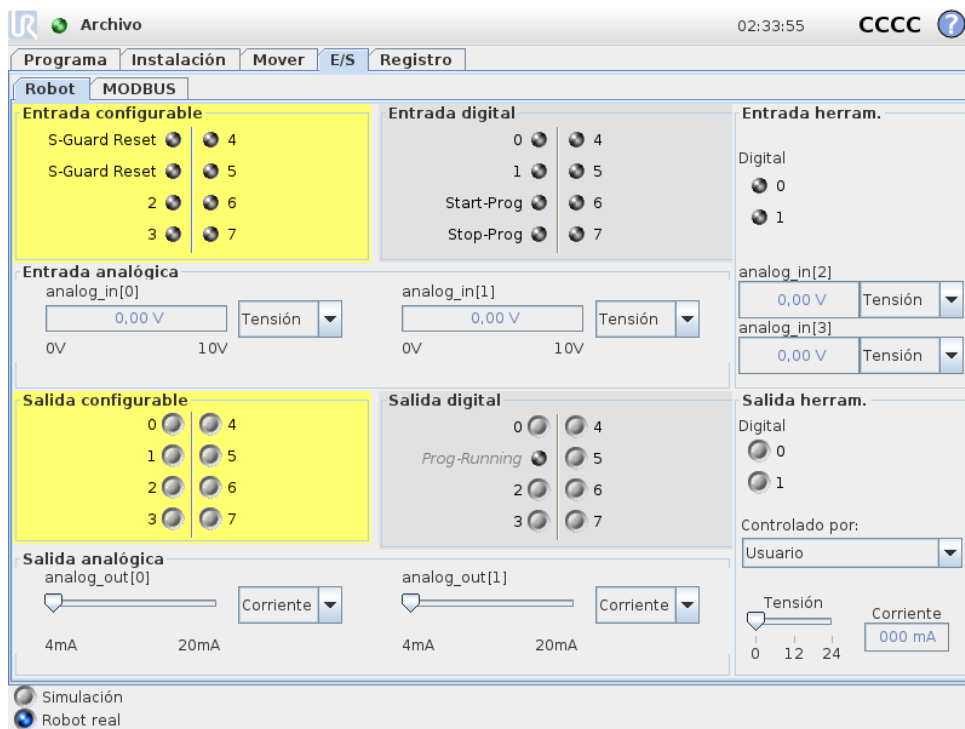 UR Archivo 02:33:55 CCCC ?
Programa Instalación Mover E/S Registro
Robot MODBUS
Entrada configurable
S-Guard Reset 4
S-Guard Reset 5
2 6
3 7
Entrada digital
0 4
1 5
Start-Prog 6
Stop-Prog 7
Entrada herram.
Digital
0
1
analog_in[2]
0,00 V Tensión
analog_in[3]
0,00 V Tensión
Entrada analógica
analog_in[0]
0,00 V Tensión
0V 10V
analog_in[1]
0,00 V Tensión
0V 10V
Salida configurable
0 4
1 5
2 6
3 7
Salida digital
0 4
Prog-Running 5
2 6
3 7
Salida herram.
Digital
0
1
Controlado por:
Usuario
Tensión
0 12 24
Corriente
000 mA
Salida analógica
analog_out[0]
Corriente
4mA 20mA
analog_out[1]
Corriente
4mA 20mA
Simulación
Robot real